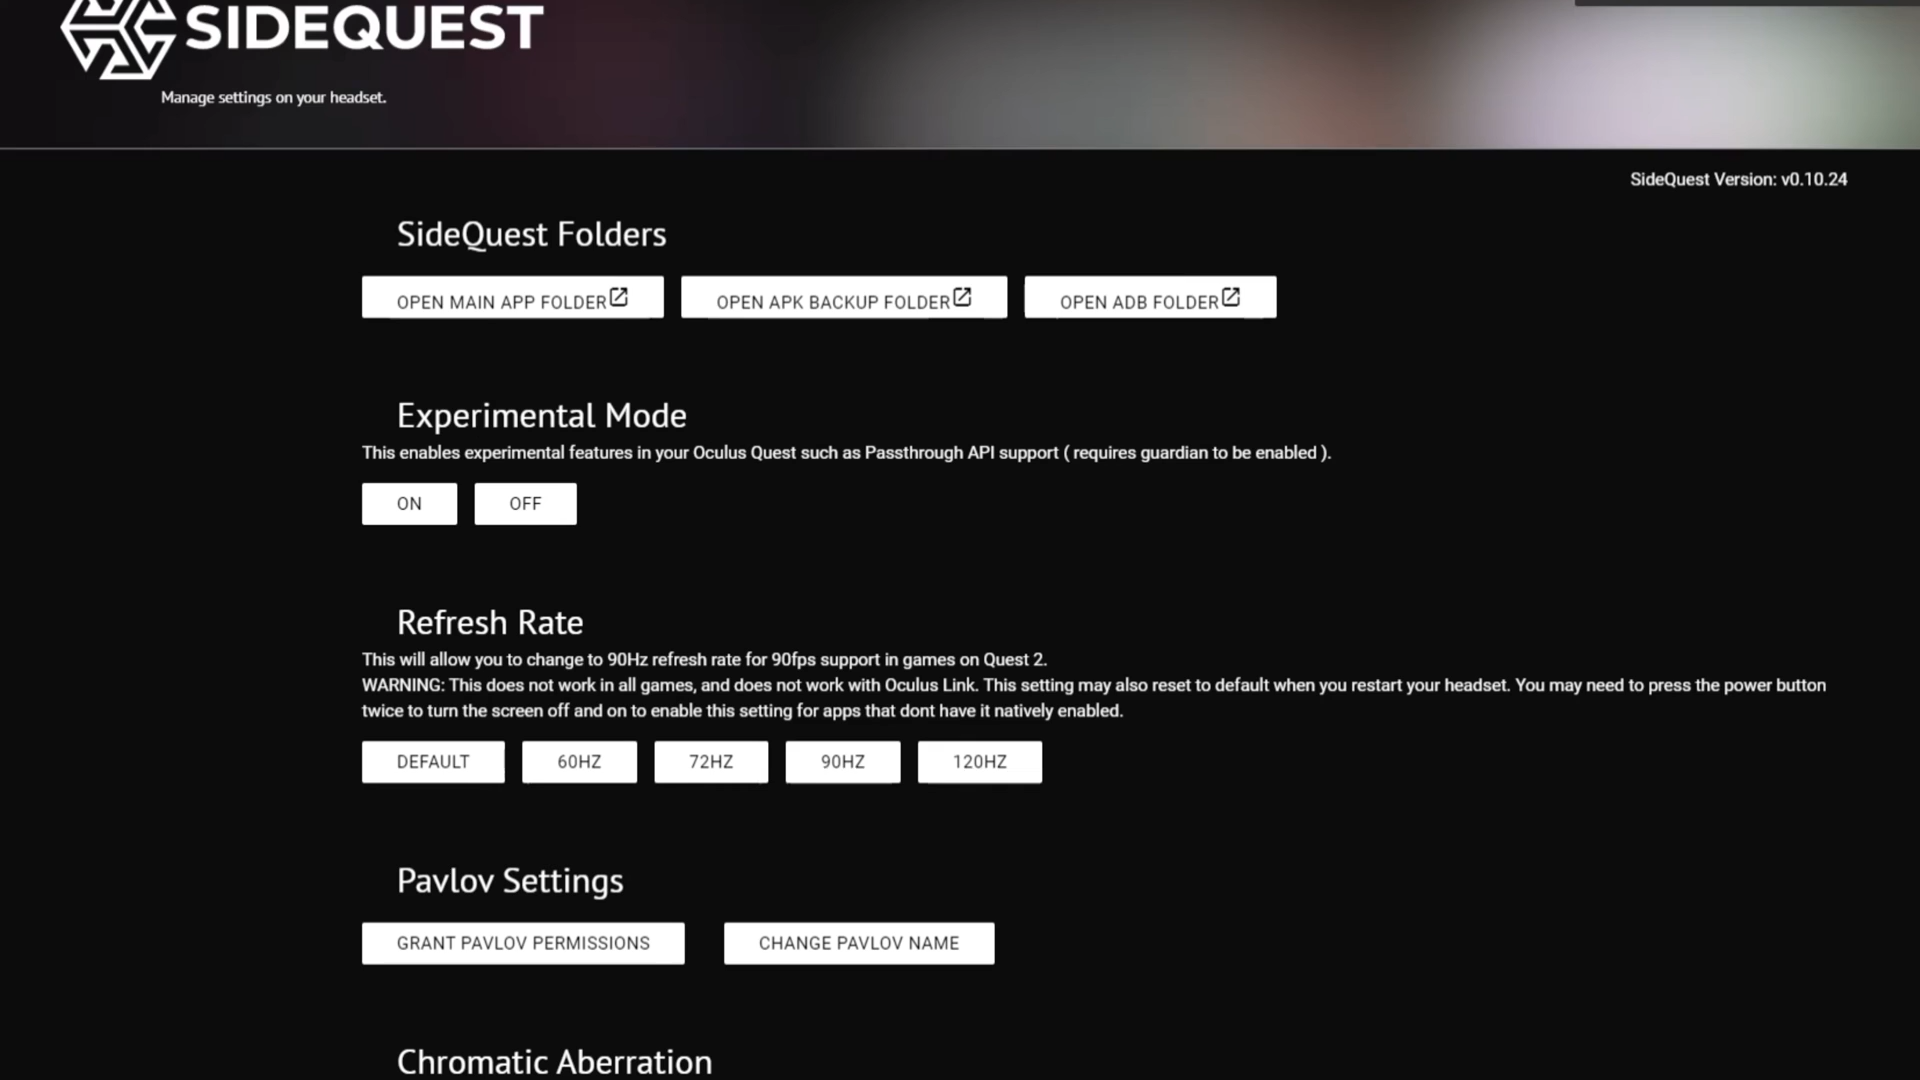 SIDEQUEST
Manage settings on your headset.
SideQuest Version: v0.10.24
SideQuest Folders
OPEN MAIN APP FOLDER
OPEN APK BACKUP FOLDER
OPEN ADB FOLDER
Experimental Mode
This enables experimental features in your Oculus Quest such as Passthrough API support ( requires guardian to be enabled ).
ON
OFF
Refresh Rate
This will allow you to change to 90Hz refresh rate for 90fps support in games on Quest 2.
WARNING: This does not work in all games, and does not work with Oculus Link. This setting may also reset to default when you restart your headset. You may need to press the power button
twice to turn the screen off and on to enable this setting for apps that dont have it natively enabled.
DEFAULT
60HZ
72HZ
90HZ
120HZ
Pavlov Settings
GRANT PAVLOV PERMISSIONS
CHANGE PAVLOV NAME
Chromatic Aberration